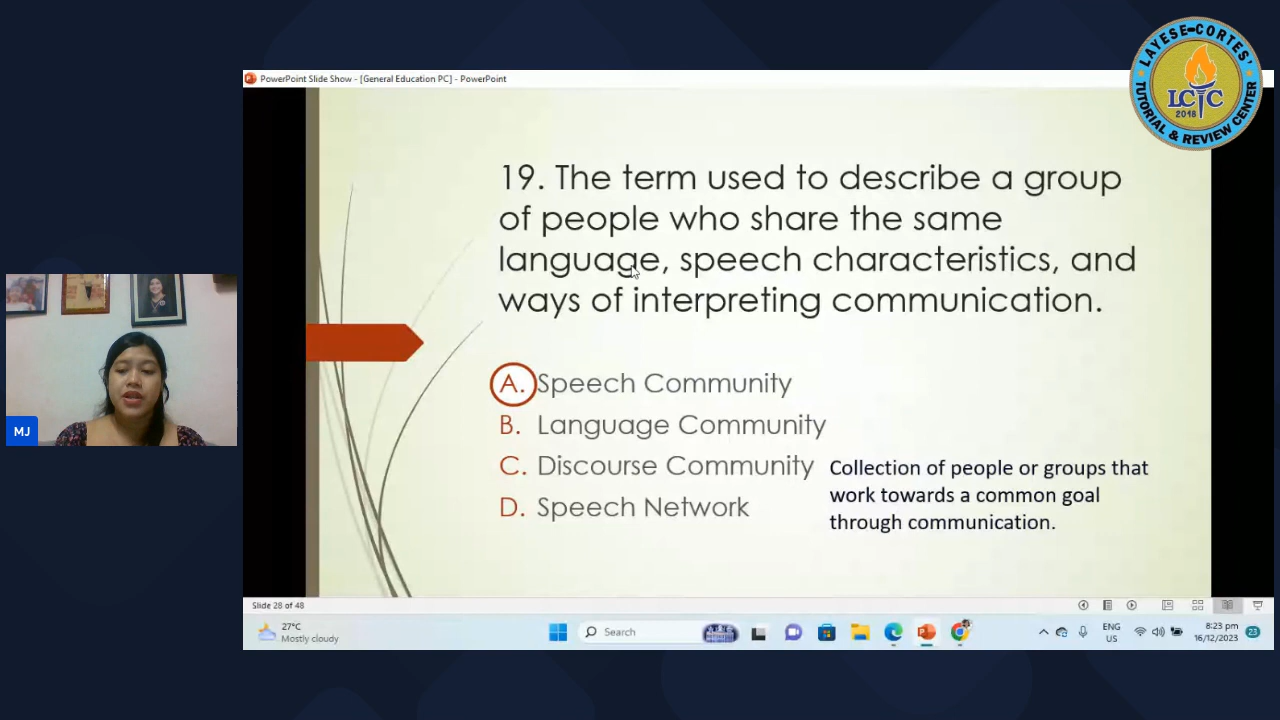 LAYESE-CORTES'
LCTC
2018
TUTORIAL & REVIEW CENTER
PowerPoint Slide Show - [General Education PC] - PowerPoint
19. The term used to describe a group
of people who share the same
language, speech characteristics, and
ways of interpreting communication.
A. Speech Community
B. Language Community
C. Discourse Community
D. Speech Network
Collection of people or groups that
work towards a common goal
through communication.
MJ
Slide 28 of 48
27°C
Mostly cloudy
Search
ENG
US
8:23 pm
16/12/2023
23